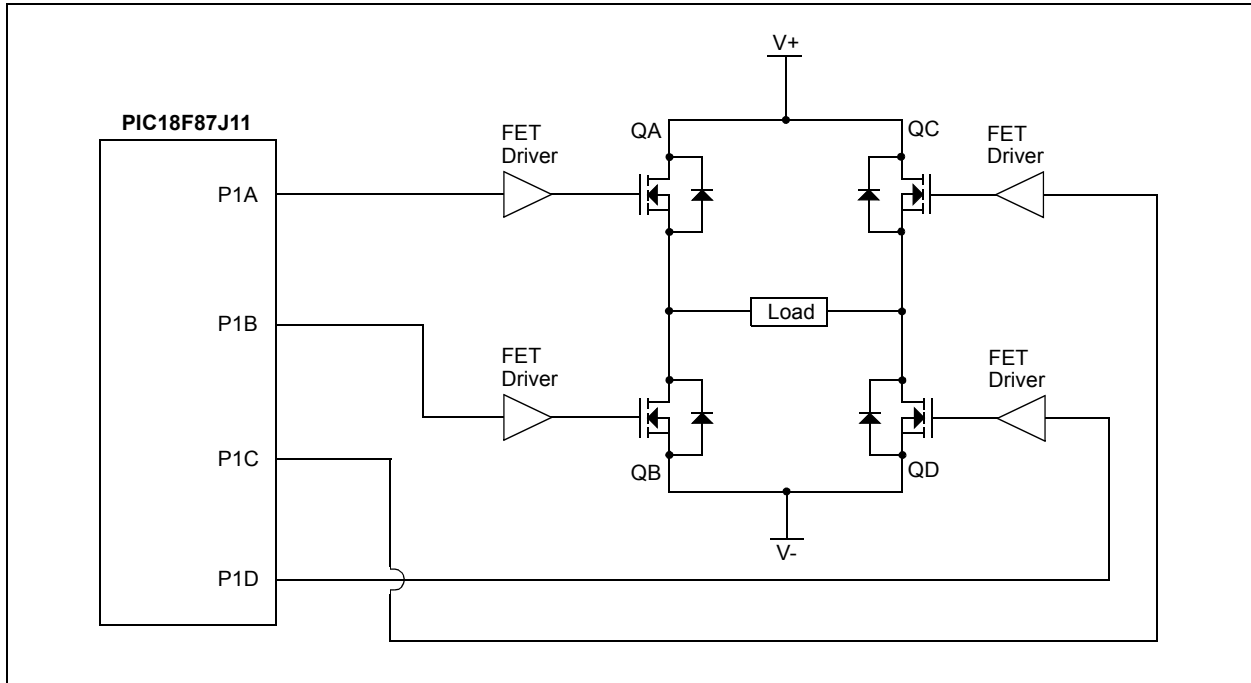 V+
PIC18F87J11
FET
Driver
QA
QC
FET
Driver
P1A
P1B
Load
FET
Driver
FET
Driver
P1C
QB
QD
V-
P1D